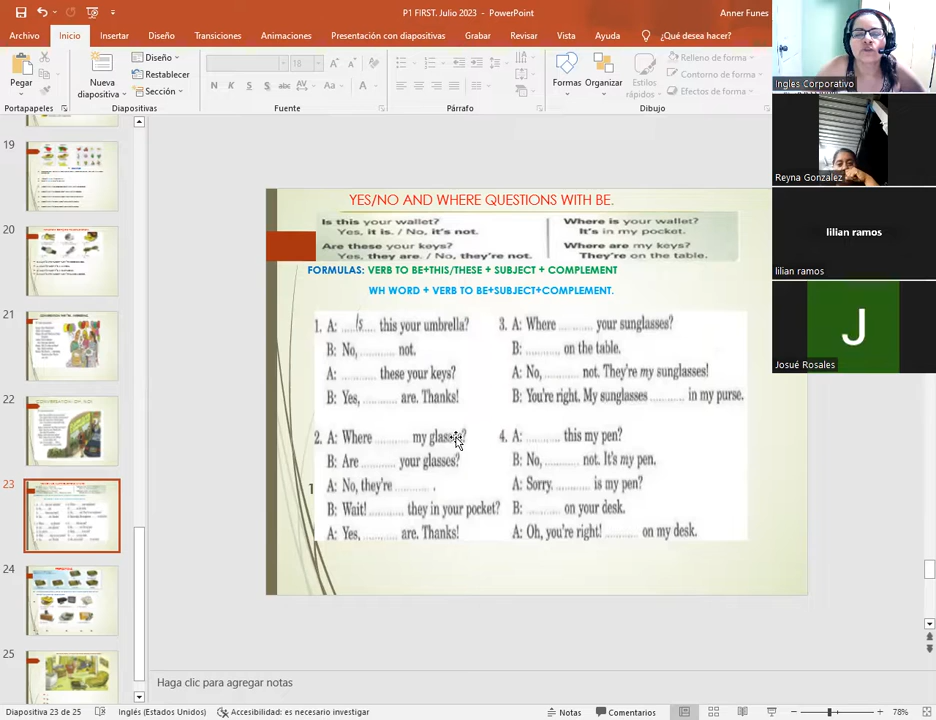 P1 FIRST. Julio 2023 - PowerPoint
Anner Funes
Archivo
Inicio
Insertar
Diseño
Transiciones
Animaciones
Presentación con diapositivas
Grabar
Revisar
Vista
Ayuda
¿Qué desea hacer?
Pegar
Nueva diapositiva
Diseño
Restablecer
Sección
18
N K S S abc AV Aa A
Formas
Organizar
Estilos rápidos
Relleno de forma
Contorno de forma
Efectos de forma
Portapapeles
Diapositivas
Fuente
Párrafo
Dibujo
Ingles Corporativo
Reyna Gonzalez
lilian ramos
lilian ramos
J
Josué Rosales
19
20
21
22
23
24
25
YES/NO AND WHERE QUESTIONS WITH BE.
Is this your wallet?
Yes, it is. / No, it's not.
Are these your keys?
Yes, they are. / No, they're not.
Where is your wallet?
It's in my pocket.
Where are my keys?
They're on the table.
FORMULAS: VERB TO BE+THIS/THESE + SUBJECT + COMPLEMENT
WH WORD + VERB TO BE+SUBJECT+COMPLEMENT.
1. A: ....Is.... this your umbrella?
B: No, .......... not.
A: .......... these your keys?
B: Yes, .......... are. Thanks!
2. A: Where .......... my glasses?
B: Are .......... your glasses?
A: No, they're .......... .
B: Wait! .......... they in your pocket?
A: Yes, .......... are. Thanks!
3. A: Where .......... your sunglasses?
B: .......... on the table.
A: No, .......... not. They're my sunglasses!
B: You're right. My sunglasses .......... in my purse.
4. A: .......... this my pen?
B: No, .......... not. It's my pen.
A: Sorry. .......... is my pen?
B: .......... on your desk.
A: Oh, you're right! .......... on my desk.
Haga clic para agregar notas
Diapositiva 23 de 25
Inglés (Estados Unidos)
Accesibilidad: es necesario investigar
Notas
Comentarios
78%